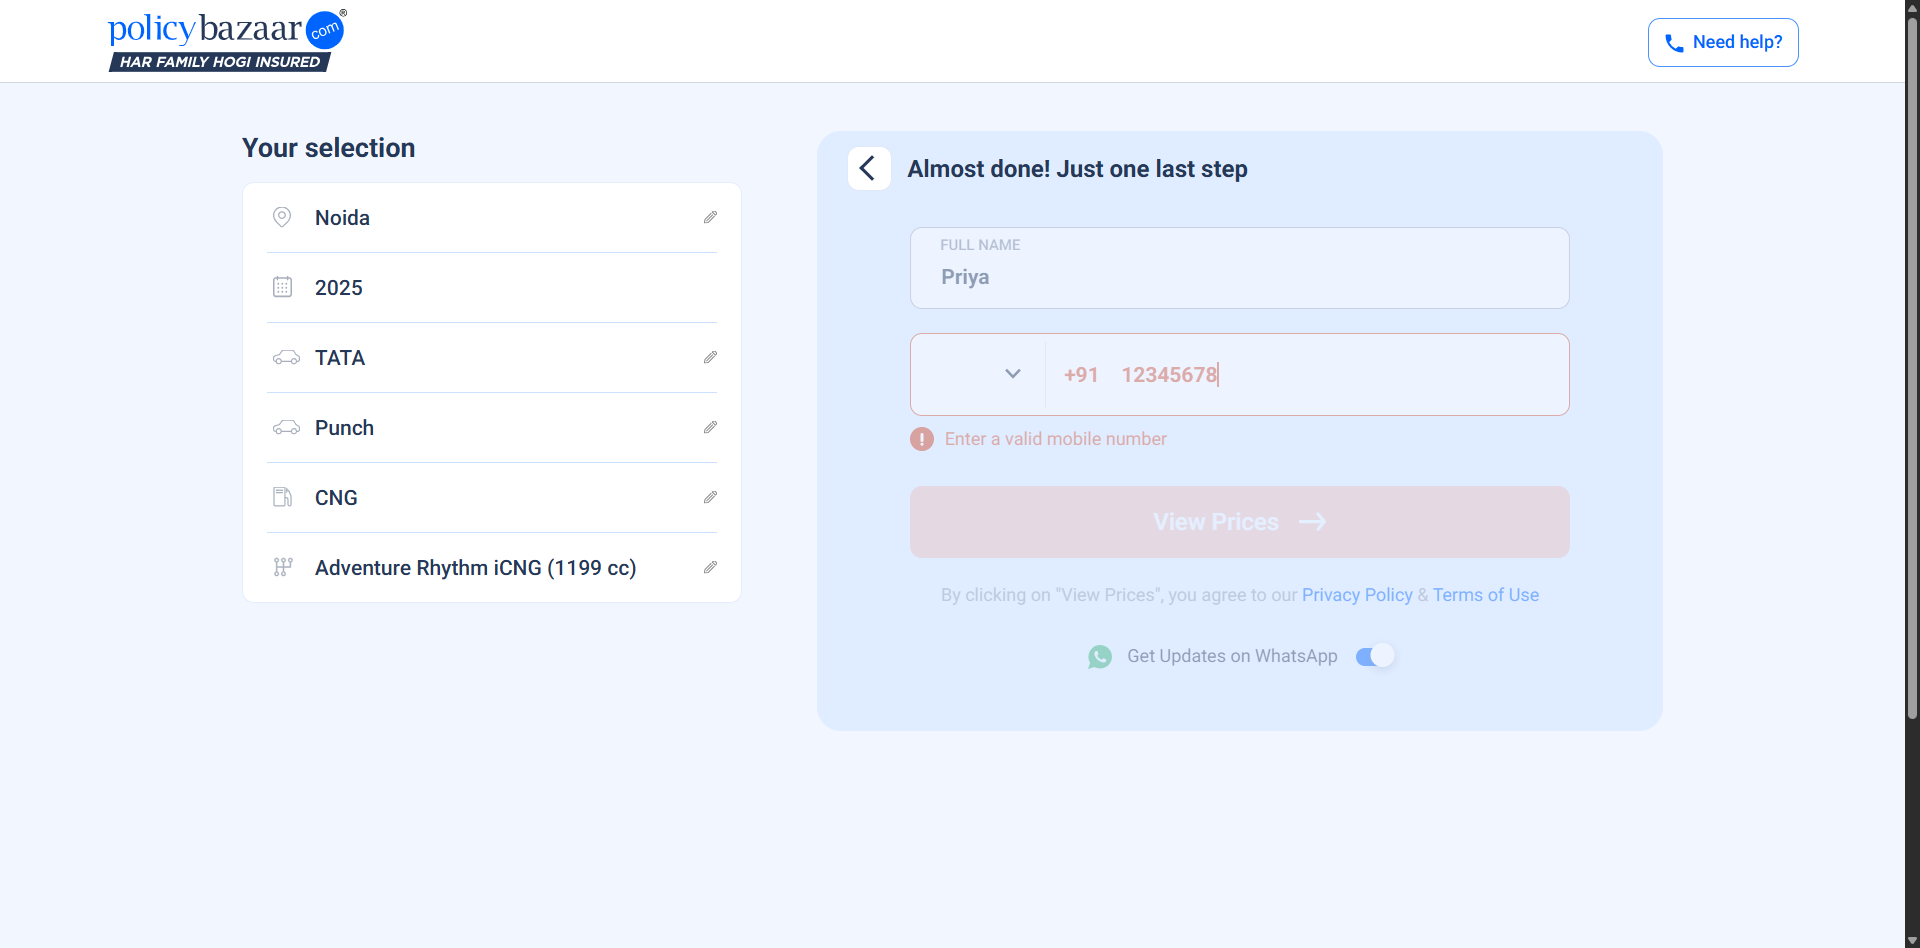 policybazaar.com®
HAR FAMILY HOGI INSURED
Need help?
Your selection
Noida
2025
TATA
Punch
CNG
Adventure Rhythm iCNG (1199 cc)
Almost done! Just one last step
FULL NAME
Priya
+91 12345678
Enter a valid mobile number
View Prices
By clicking on "View Prices", you agree to our Privacy Policy & Terms of Use
Get Updates on WhatsApp